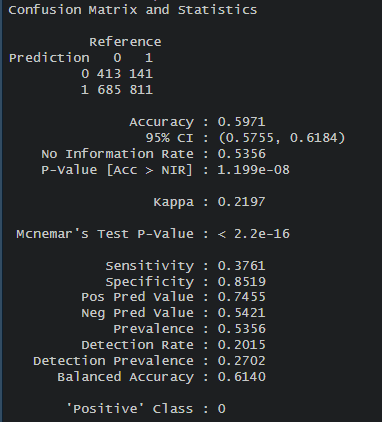 Confusion Matrix and Statistics
Reference
Prediction 0 1
0 413 141
1 685 811
Accuracy : 0.5971
95% CI : (0.5755, 0.6184)
No Information Rate : 0.5356
P-Value [Acc > NIR] : 1.199e-08
Kappa : 0.2197
Mcnemar's Test P-Value : < 2.2e-16
Sensitivity : 0.3761
Specificity : 0.8519
Pos Pred Value : 0.7455
Neg Pred Value : 0.5421
Prevalence : 0.5356
Detection Rate : 0.2015
Detection Prevalence : 0.2702
Balanced Accuracy : 0.6140
'Positive' Class : 0